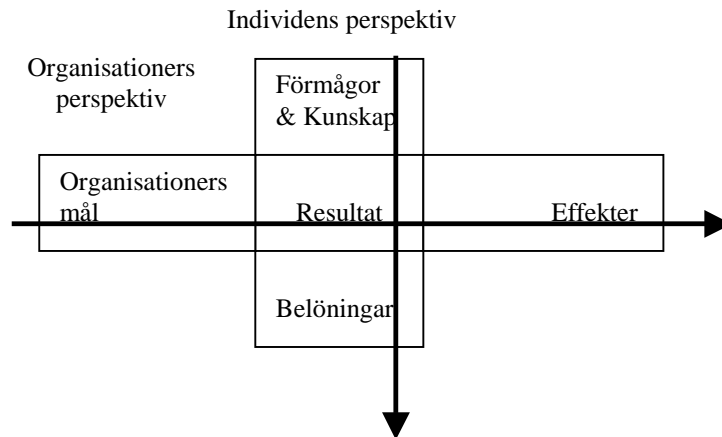 Individens perspektiv
Organisationers
perspektiv
Förmågor
& Kunskap
Organisationers
mål
Resultat
Effekter
Belöningar